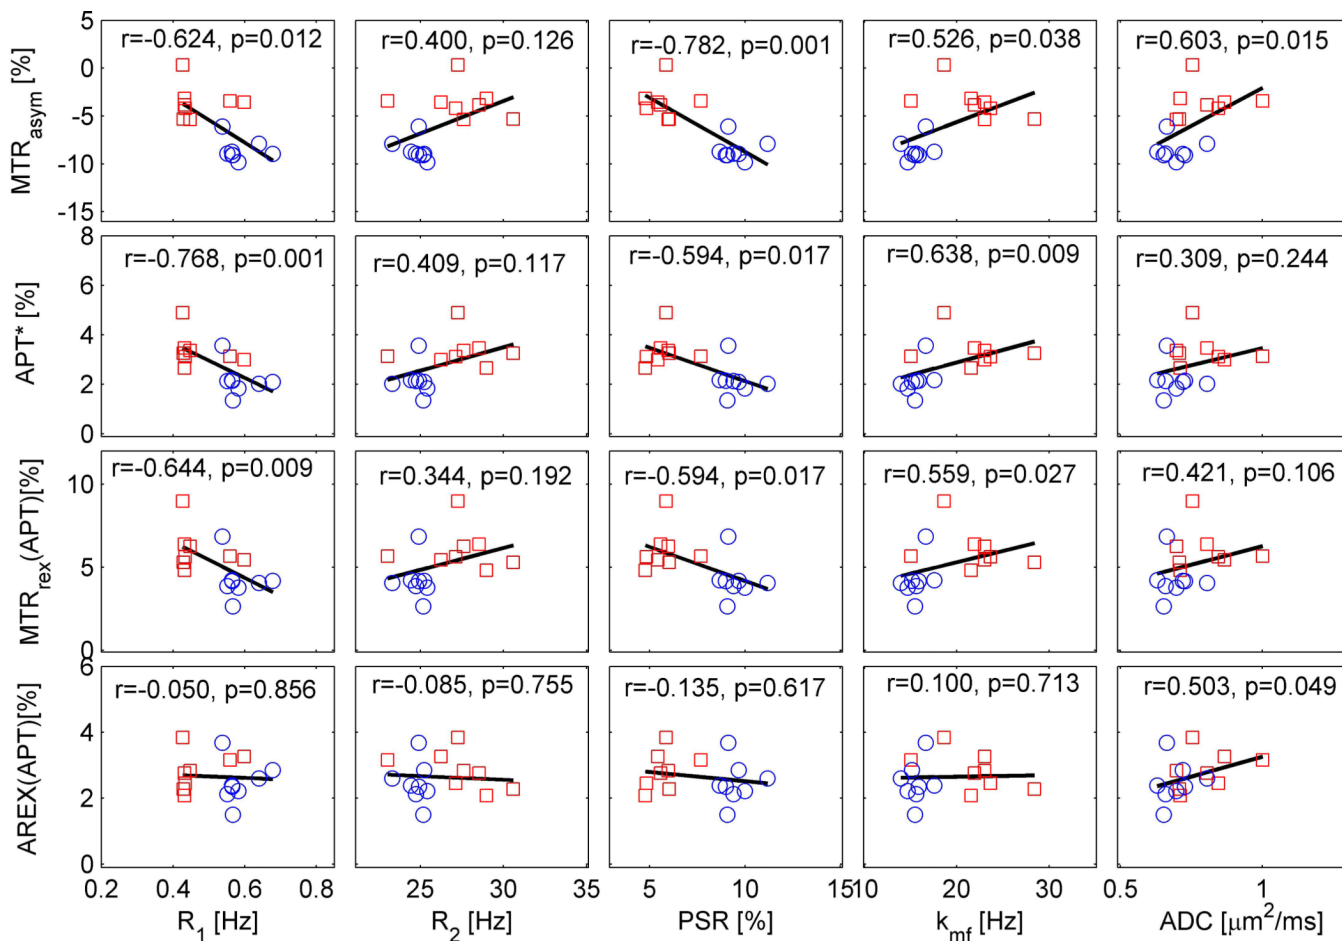 MTR_asym [%]
5
0
-5
-10
-15
r=-0.624, p=0.012
r=0.400, p=0.126
r=-0.782, p=0.001
r=0.526, p=0.038
r=0.603, p=0.015
APT* [%]
8
6
4
2
0
r=-0.768, p=0.001
r=0.409, p=0.117
r=-0.594, p=0.017
r=0.638, p=0.009
r=0.309, p=0.244
MTR_rex(APT)[%]
10
5
0
r=-0.644, p=0.009
r=0.344, p=0.192
r=-0.594, p=0.017
r=0.559, p=0.027
r=0.421, p=0.106
AREX(APT)[%]
6
4
2
0
r=-0.050, p=0.856
r=-0.085, p=0.755
r=-0.135, p=0.617
r=0.100, p=0.713
r=0.503, p=0.049
0.2 0.4 0.6 0.8
25 30 35
5 10 15
10 20 30
0.5 1
R_1 [Hz]
R_2 [Hz]
PSR [%]
k_mf [Hz]
ADC [μm²/ms]